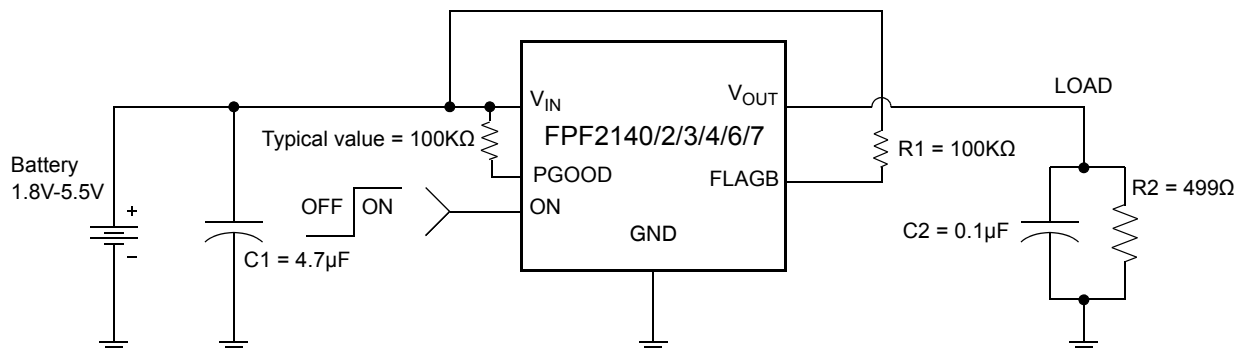 LOAD
VIN
VOUT
FPF2140/2/3/4/6/7
Typical value = 100KΩ
R1 = 100KΩ
Battery
1.8V-5.5V
PGOOD
FLAGB
R2 = 499Ω
+
OFF
ON
ON
GND
C2 = 0.1µF
–
C1 = 4.7µF